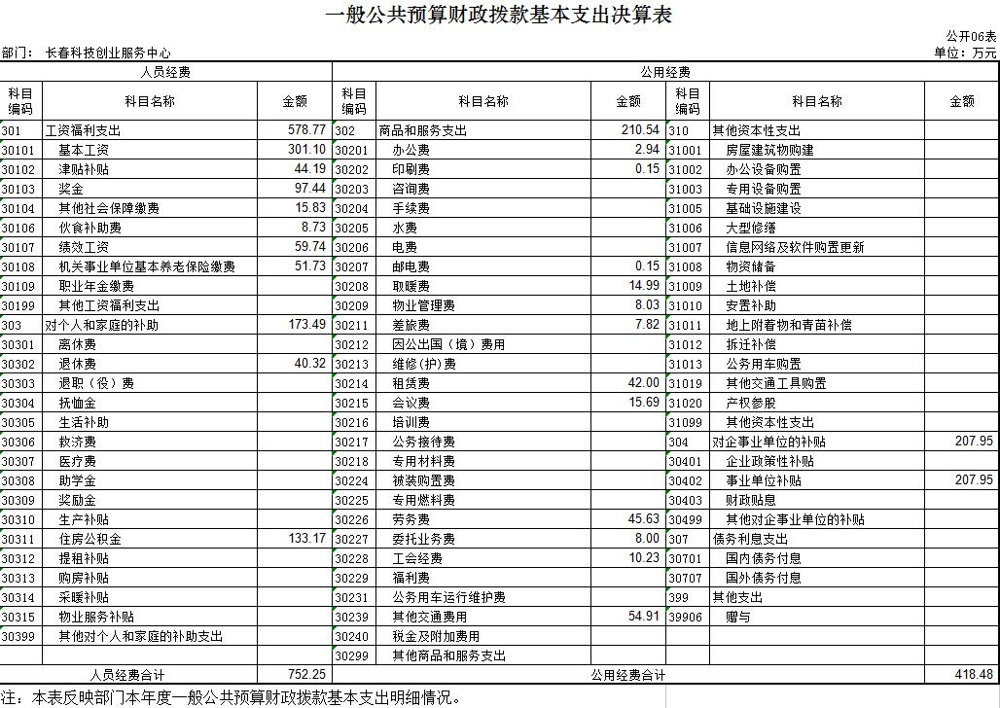 一般公共预算财政拨款基本支出决算表
公开06表
部门： 长春科技创业服务中心 单位：万元
人员经费 公用经费
科目编码 科目名称 金额 科目编码 科目名称 金额 科目编码 科目名称 金额
301 工资福利支出 578.77 302 商品和服务支出 210.54 310 其他资本性支出
30101 基本工资 301.10 30201 办公费 2.94 31001 房屋建筑物购建
30102 津贴补贴 44.19 30202 印刷费 0.15 31002 办公设备购置
30103 奖金 97.44 30203 咨询费 31003 专用设备购置
30104 其他社会保障缴费 15.83 30204 手续费 31005 基础设施建设
30106 伙食补助费 8.73 30205 水费 31006 大型修缮
30107 绩效工资 59.74 30206 电费 31007 信息网络及软件购置更新
30108 机关事业单位基本养老保险缴费 51.73 30207 邮电费 0.15 31008 物资储备
30109 职业年金缴费 30208 取暖费 14.99 31009 土地补偿
30199 其他工资福利支出 30209 物业管理费 8.03 31010 安置补助
303 对个人和家庭的补助 173.49 30211 差旅费 7.82 31011 地上附着物和青苗补偿
30301 离休费 30212 因公出国（境）费用 31012 拆迁补偿
30302 退休费 40.32 30213 维修(护)费 31013 公务用车购置
30303 退职（役）费 30214 租赁费 42.00 31019 其他交通工具购置
30304 抚恤金 30215 会议费 15.69 31020 产权参股
30305 生活补助 30216 培训费 31099 其他资本性支出
30306 救济费 30217 公务接待费 304 对企事业单位的补贴 207.95
30307 医疗费 30218 专用材料费 30401 企业政策性补贴
30308 助学金 30224 被装购置费 30402 事业单位补贴 207.95
30309 奖励金 30225 专用燃料费 30403 财政贴息
30310 生产补贴 30226 劳务费 45.63 30499 其他对企事业单位的补贴
30311 住房公积金 133.17 30227 委托业务费 8.00 307 债务利息支出
30312 提租补贴 30228 工会经费 10.23 30701 国内债务付息
30313 购房补贴 30229 福利费 30707 国外债务付息
30314 采暖补贴 30231 公务用车运行维护费 399 其他支出
30315 物业服务补贴 30239 其他交通费用 54.91 39906 赠与
30399 其他对个人和家庭的补助支出 30240 税金及附加费用
30299 其他商品和服务支出
人员经费合计 752.25 公用经费合计 418.48
注：本表反映部门本年度一般公共预算财政拨款基本支出明细情况。